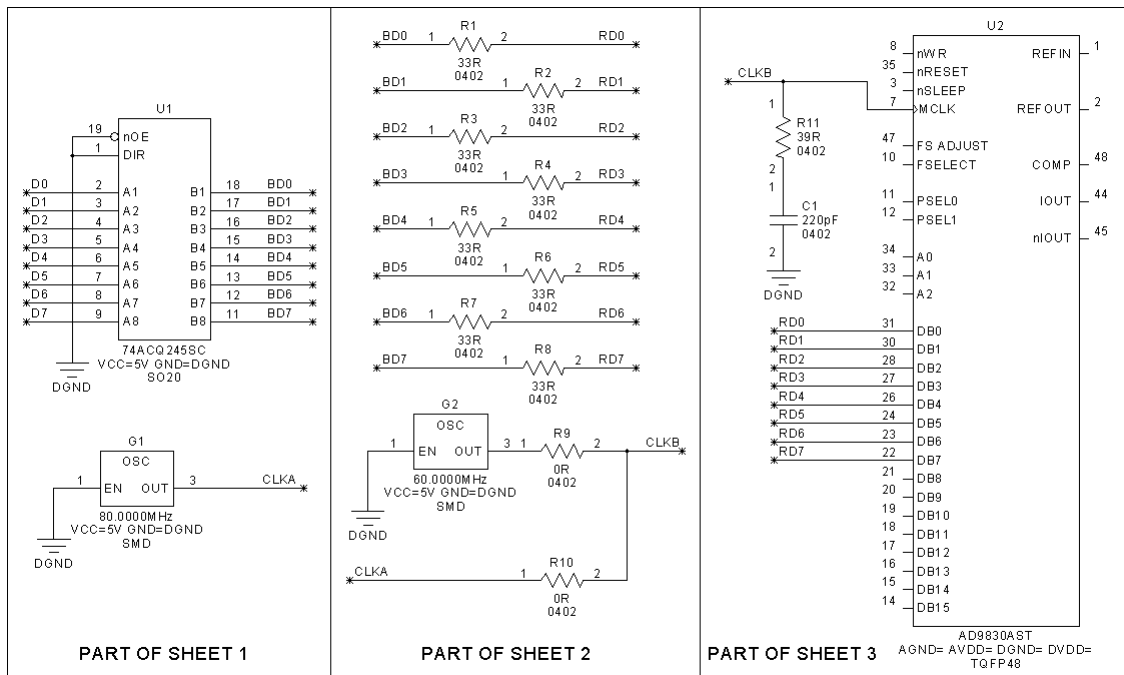 U1
19 nOE
1 DIR
D0 2 A1 B1 18 BD0
D1 3 A2 B2 17 BD1
D2 4 A3 B3 16 BD2
D3 5 A4 B4 15 BD3
D4 6 A5 B5 14 BD4
D5 7 A6 B6 13 BD5
D6 8 A7 B7 12 BD6
D7 9 A8 B8 11 BD7
74ACQ245SC
VCC=5V GND=DGND
SO20
DGND
G1
OSC
1 EN OUT 3 CLKA
80.0000MHz
VCC=5V GND=DGND
SMD
DGND
PART OF SHEET 1
R1
BD0 1 2 RD0
33R
0402
R2
BD1 1 2 RD1
33R
0402
R3
BD2 1 2 RD2
33R
0402
R4
BD3 1 2 RD3
33R
0402
R5
BD4 1 2 RD4
33R
0402
R6
BD5 1 2 RD5
33R
0402
R7
BD6 1 2 RD6
33R
0402
R8
BD7 1 2 RD7
33R
0402
G2
OSC
1 EN OUT 3 1 R9 2 CLKB
0R
0402
60.0000MHz
VCC=5V GND=DGND
SMD
DGND
R10
CLKA 1 2
0R
0402
PART OF SHEET 2
U2
8 nWR REFIN 1
35 nRESET
3 nSLEEP
CLKB 7 MCLK REFOUT 2
1
R11
39R
0402
2
1
C1
220pF
0402
2
DGND
47 FS ADJUST
10 FSELECT COMP 48
11 PSEL0 IOUT 44
12 PSEL1
nIOUT 45
34 A0
33 A1
32 A2
RD0 31 DB0
RD1 30 DB1
RD2 28 DB2
RD3 27 DB3
RD4 26 DB4
RD5 24 DB5
RD6 23 DB6
RD7 22 DB7
21 DB8
20 DB9
19 DB10
18 DB11
17 DB12
16 DB13
15 DB14
14 DB15
AD9830AST
AGND= AVDD= DGND= DVDD=
TQFP48
PART OF SHEET 3